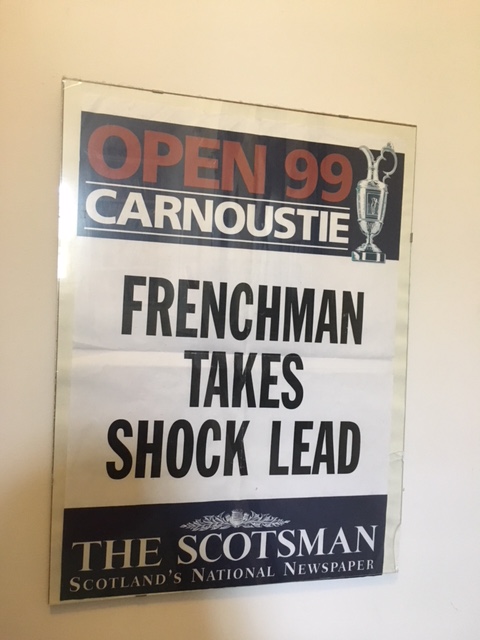 OPEN 99
CARNOUSTIE
FRENCHMAN
TAKES
SHOCK LEAD
THE SCOTSMAN
SCOTLAND'S NATIONAL NEWSPAPER